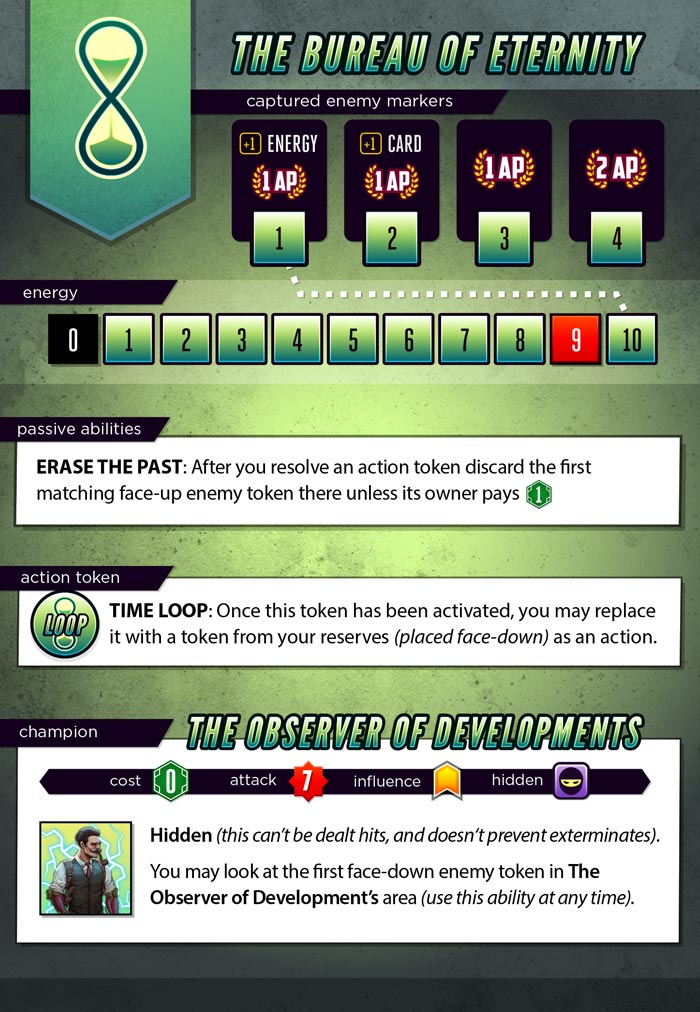 THE BUREAU OF ETERNITY
captured enemy markers
+1 ENERGY
1 AP
1
+1 CARD
1 AP
2
1 AP
3
2 AP
4
energy
0 1 2 3 4 5 6 7 8 9 10
passive abilities
ERASE THE PAST: After you resolve an action token discard the first
matching face-up enemy token there unless its owner pays 1
action token
LOOP
TIME LOOP: Once this token has been activated, you may replace
it with a token from your reserves (placed face-down) as an action.
champion
THE OBSERVER OF DEVELOPMENTS
cost 0 attack 7 influence hidden
Hidden (this can't be dealt hits, and doesn't prevent exterminates).
You may look at the first face-down enemy token in The
Observer of Development's area (use this ability at any time).